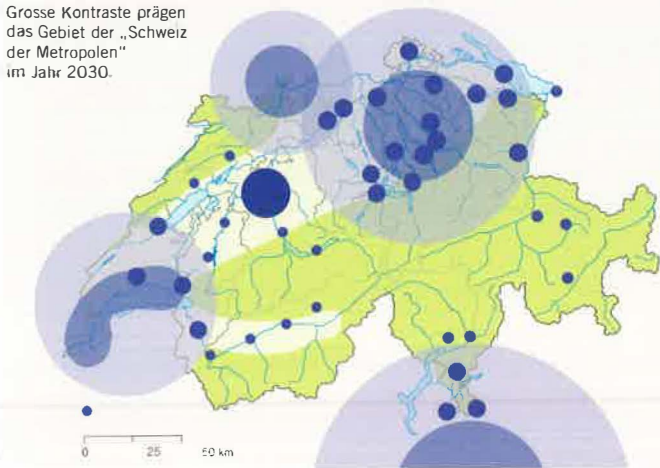 Grosse Kontraste prägen
das Gebiet der „Schweiz
der Metropolen“
im Jahr 2030.
0 25 50 km